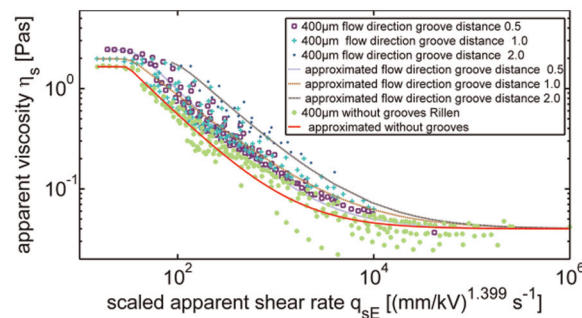 400μm flow direction groove distance 0.5
400μm flow direction groove distance 1.0
400μm flow direction groove distance 2.0
approximated flow direction groove distance 0.5
approximated flow direction groove distance 1.0
approximated flow direction groove distance 2.0
400μm without grooves Rillen
approximated without grooves
apparent viscosity ηs [Pas]
10^0
10^-1
10^2
10^4
10^6
scaled apparent shear rate qsE [(mm/kV)^1.399 s^-1]